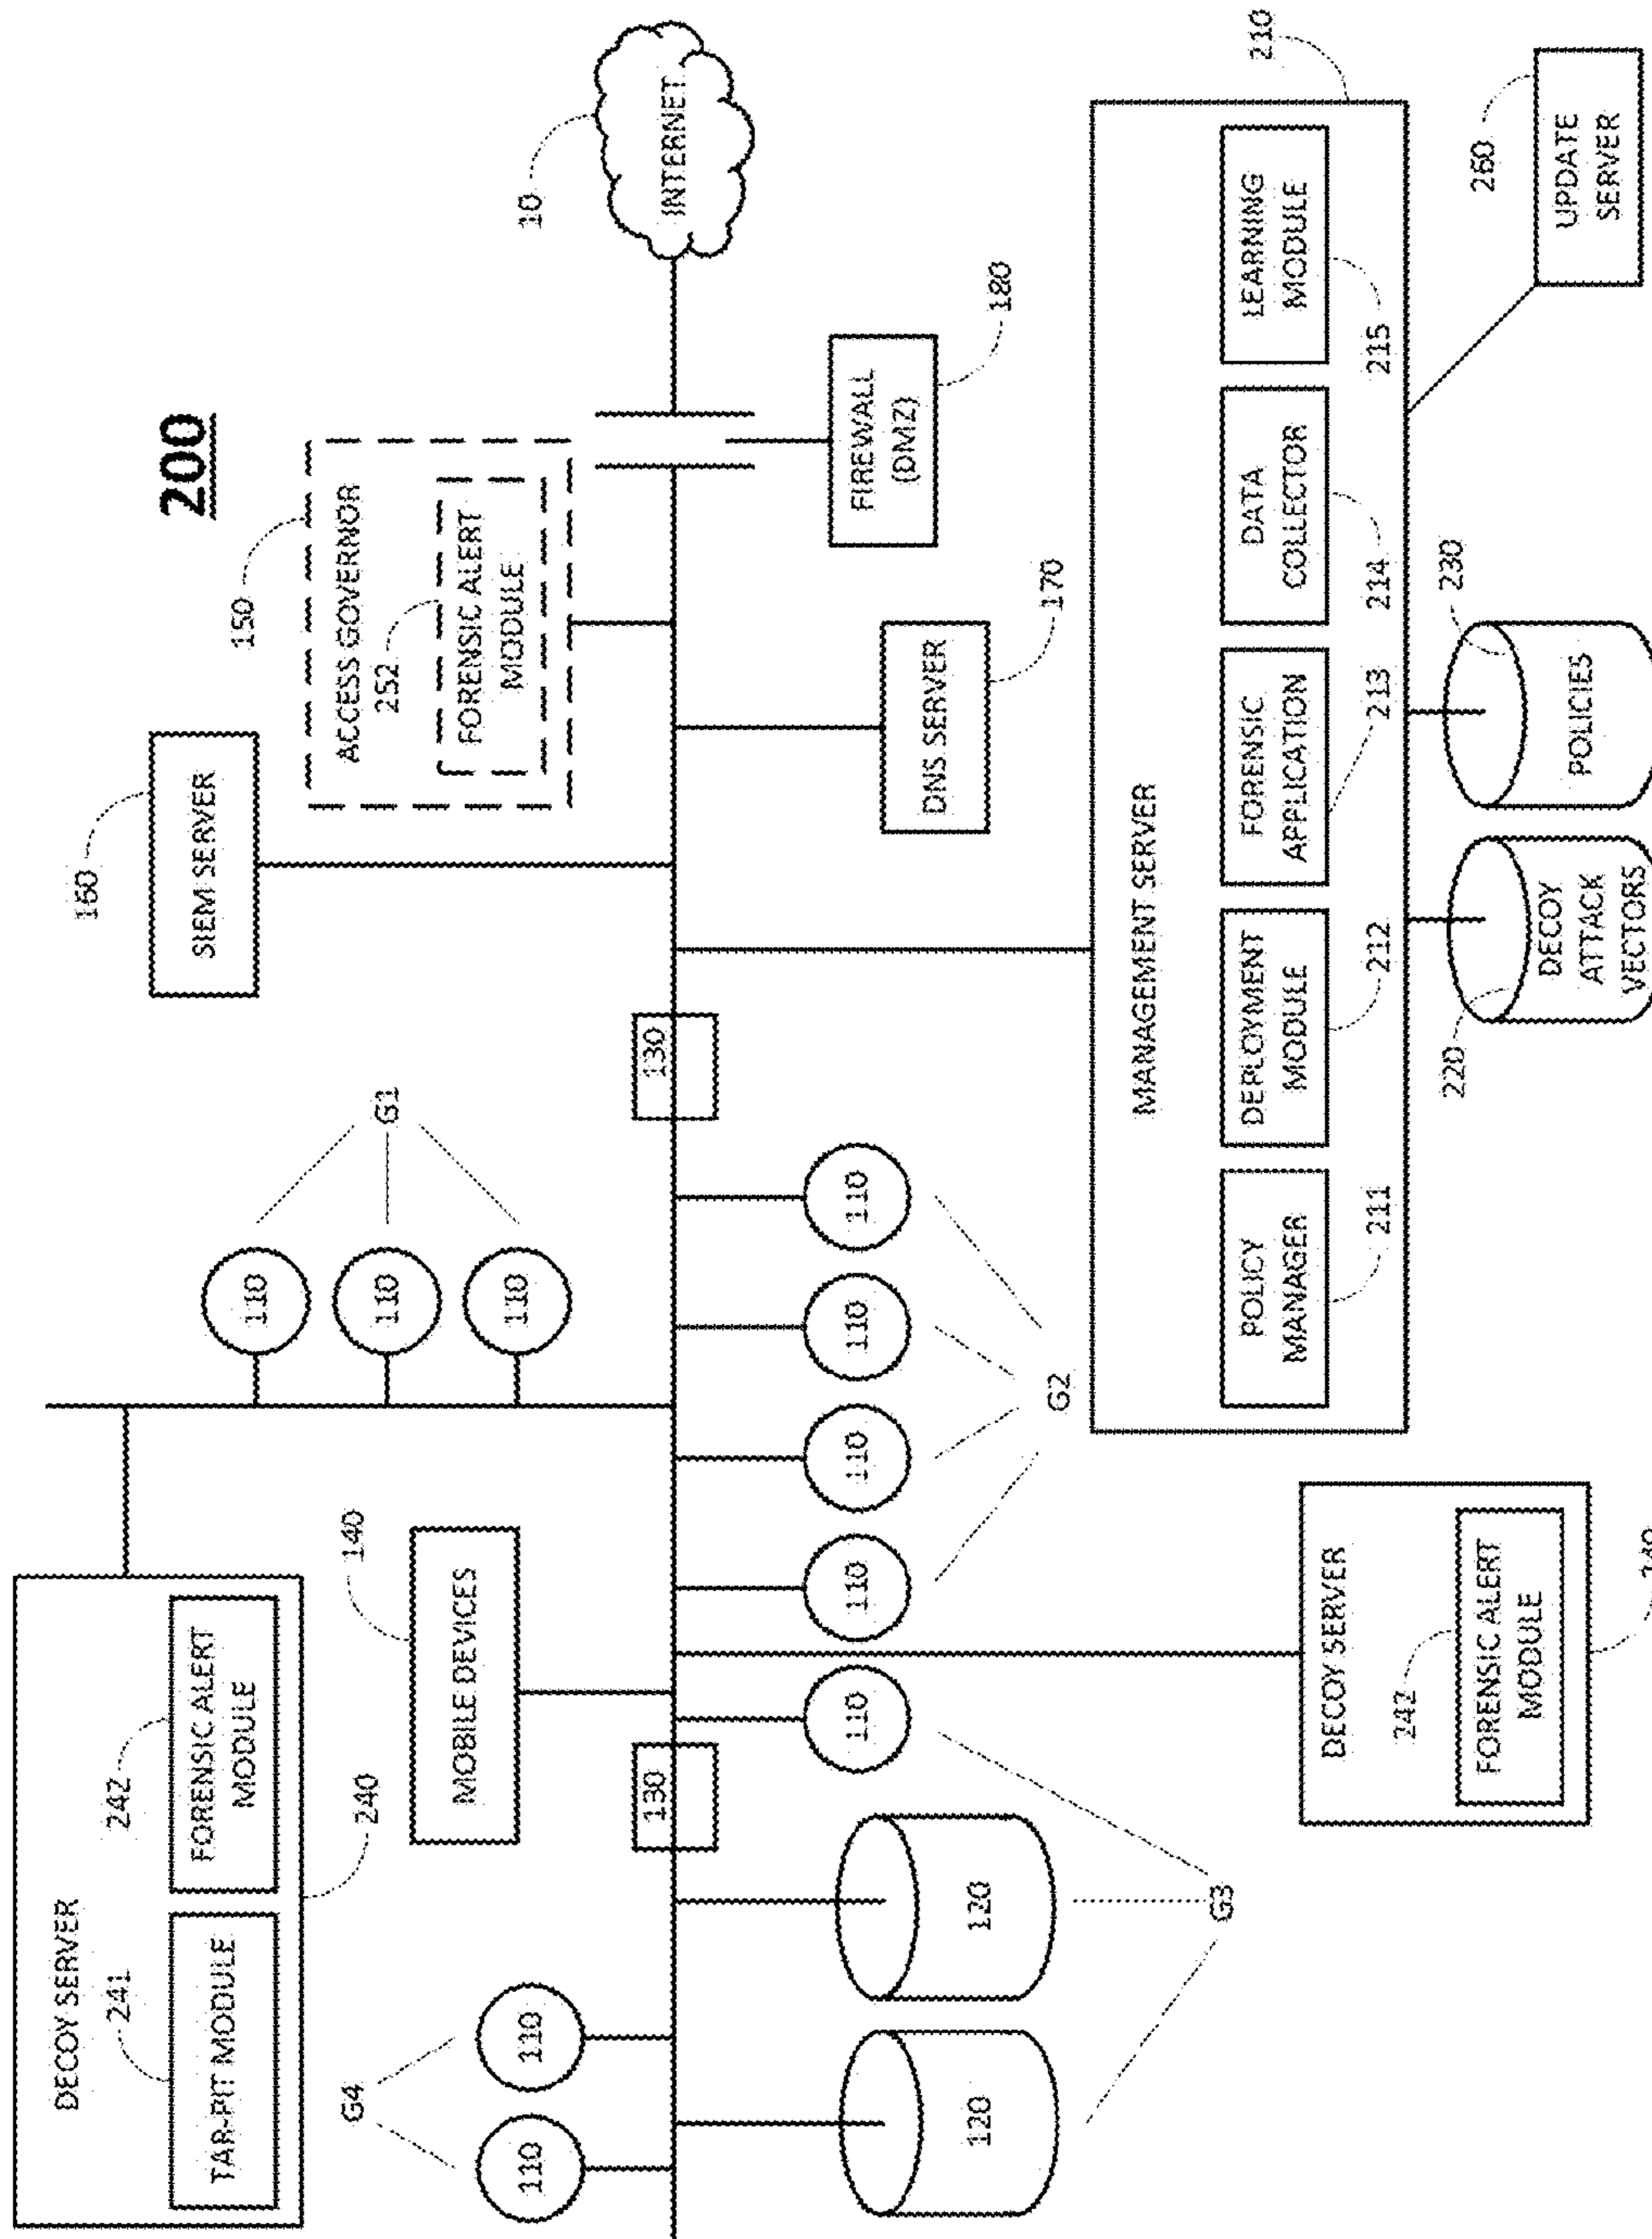 200
DECOY SERVER
241
242
TAR-PIT MODULE
FORENSIC ALERT
MODULE
240
G4
110
110
MOBILE DEVICES
140
110
110
110
G1
SIEM SERVER
160
ACCESS GOVERNOR
150
252
FORENSIC ALERT
MODULE
10
INTERNET
130
130
120
120
110
G3
110
110
110
110
G2
DNS SERVER
170
FIREWALL
(DMZ)
180
DECOY SERVER
242
FORENSIC ALERT
MODULE
MANAGEMENT SERVER
210
POLICY
MANAGER
211
DEPLOYMENT
MODULE
212
FORENSIC
APPLICATION
213
DATA
COLLECTOR
214
LEARNING
MODULE
215
220
DECOY
ATTACK
VECTORS
230
POLICIES
260
UPDATE
SERVER